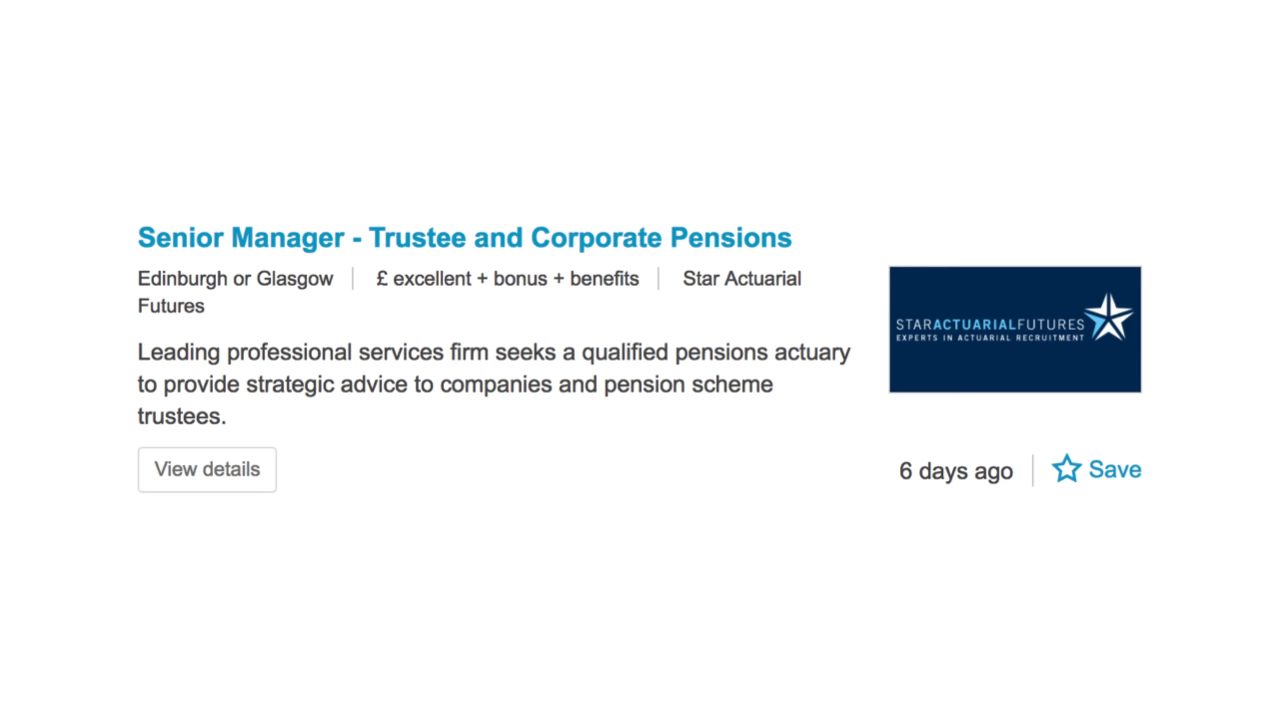 Senior Manager - Trustee and Corporate Pensions
Edinburgh or Glasgow £ excellent + bonus + benefits Star Actuarial
Futures
Leading professional services firm seeks a qualified pensions actuary
to provide strategic advice to companies and pension scheme
trustees.
STARACTUARIALFUTURES
EXPERTS IN ACTUARIAL RECRUITMENT
View details
6 days ago
Save